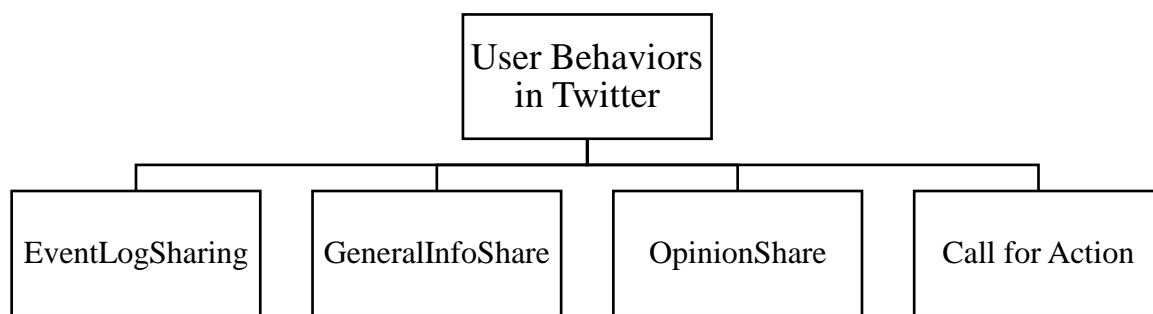 User Behaviors
in Twitter
EventLogSharing
GeneralInfoShare
OpinionShare
Call for Action